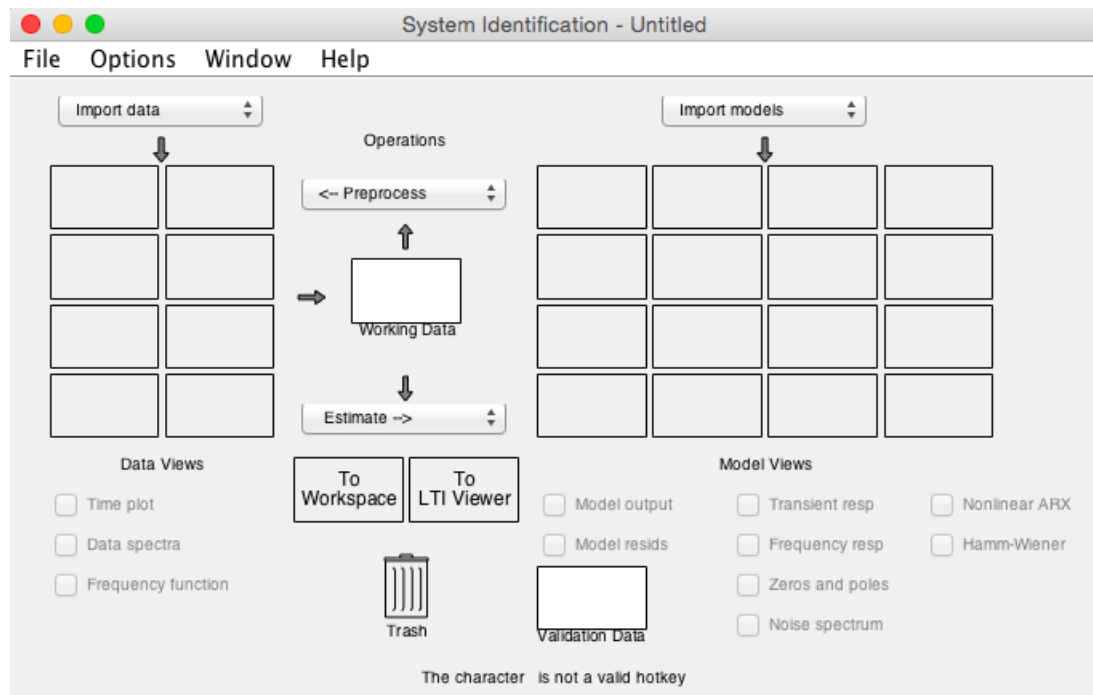 System Identification - Untitled
File Options Window Help
Import data
Import models
Operations
<-- Preprocess
Working Data
Estimate -->
Data Views
Model Views
To
Workspace
To
LTI Viewer
Time plot
Data spectra
Frequency function
Model output
Transient resp
Nonlinear ARX
Model resids
Frequency resp
Hamm-Wiener
Zeros and poles
Noise spectrum
Trash
Validation Data
The character is not a valid hotkey